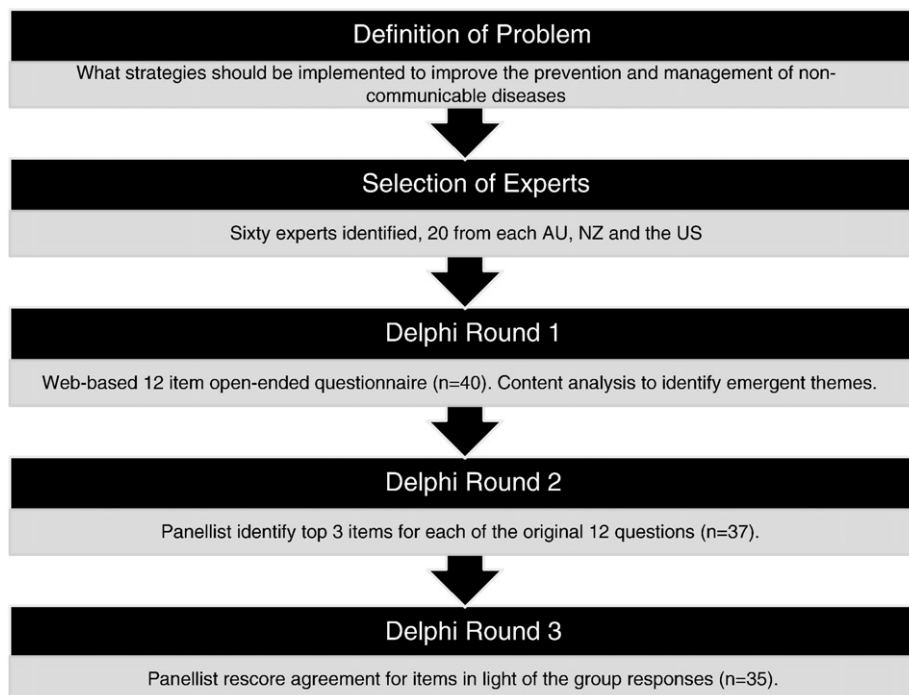 Definition of Problem
What strategies should be implemented to improve the prevention and management of non-
communicable diseases
Selection of Experts
Sixty experts identified, 20 from each AU, NZ and the US
Delphi Round 1
Web-based 12 item open-ended questionnaire (n=40). Content analysis to identify emergent themes.
Delphi Round 2
Panellist identify top 3 items for each of the original 12 questions (n=37).
Delphi Round 3
Panellist rescore agreement for items in light of the group responses (n=35).